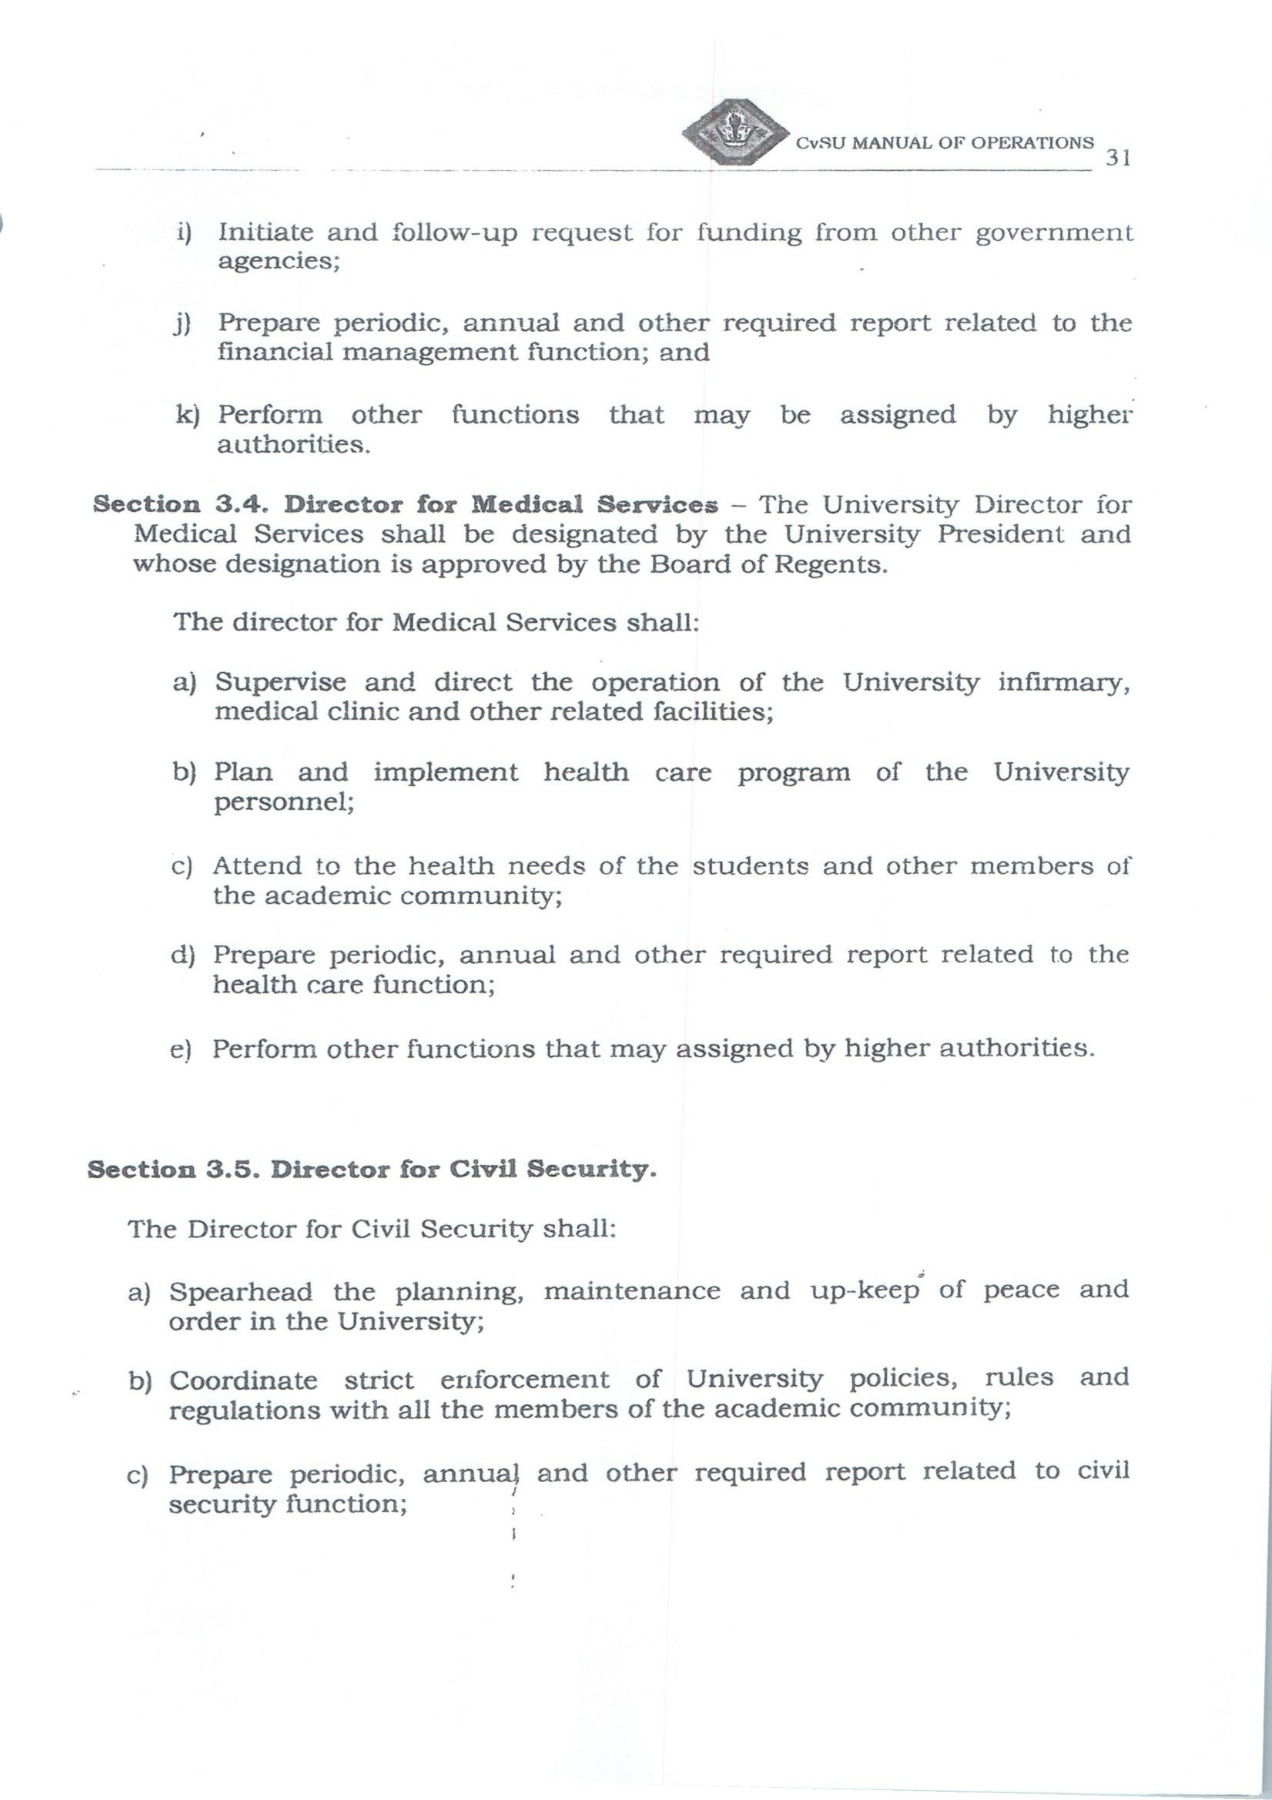 CvSU MANUAL OF OPERATIONS
31
i) Initiate and follow-up request for funding from other government
agencies;
j) Prepare periodic, annual and other required report related to the
financial management function; and
k) Perform other functions that may be assigned by higher
authorities.
Section 3.4. Director for Medical Services – The University Director for
Medical Services shall be designated by the University President and
whose designation is approved by the Board of Regents.
The director for Medical Services shall:
a) Supervise and direct the operation of the University infirmary,
medical clinic and other related facilities;
b) Plan and implement health care program of the University
personnel;
c) Attend to the health needs of the students and other members of
the academic community;
d) Prepare periodic, annual and other required report related to the
health care function;
e) Perform other functions that may assigned by higher authorities.
Section 3.5. Director for Civil Security.
The Director for Civil Security shall:
a) Spearhead the planning, maintenance and up-keep of peace and
order in the University;
b) Coordinate strict enforcement of University policies, rules and
regulations with all the members of the academic community;
c) Prepare periodic, annual and other required report related to civil
security function;